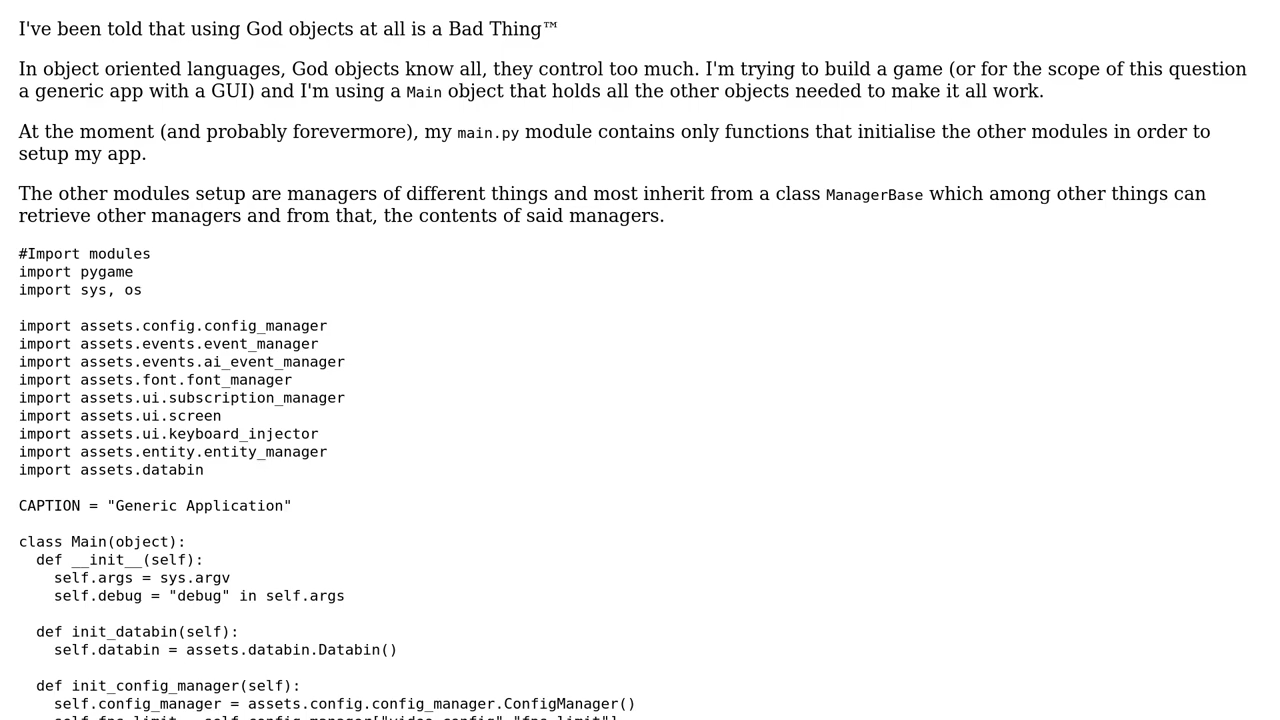 I've been told that using God objects at all is a Bad Thing™
In object oriented languages, God objects know all, they control too much. I'm trying to build a game (or for the scope of this question
a generic app with a GUI) and I'm using a Main object that holds all the other objects needed to make it all work.
At the moment (and probably forevermore), my main.py module contains only functions that initialise the other modules in order to
setup my app.
The other modules setup are managers of different things and most inherit from a class ManagerBase which among other things can
retrieve other managers and from that, the contents of said managers.
#Import modules
import pygame
import sys, os
import assets.config.config_manager
import assets.events.event_manager
import assets.events.ai_event_manager
import assets.font.font_manager
import assets.ui.subscription_manager
import assets.ui.screen
import assets.ui.keyboard_injector
import assets.entity.entity_manager
import assets.databin
CAPTION = "Generic Application"
class Main(object):
  def __init__(self):
    self.args = sys.argv
    self.debug = "debug" in self.args
  def init_databin(self):
    self.databin = assets.databin.Databin()
  def init_config_manager(self):
    self.config_manager = assets.config.config_manager.ConfigManager()
    self.fps_limit = self.config_manager["video_config","fps_limit"]